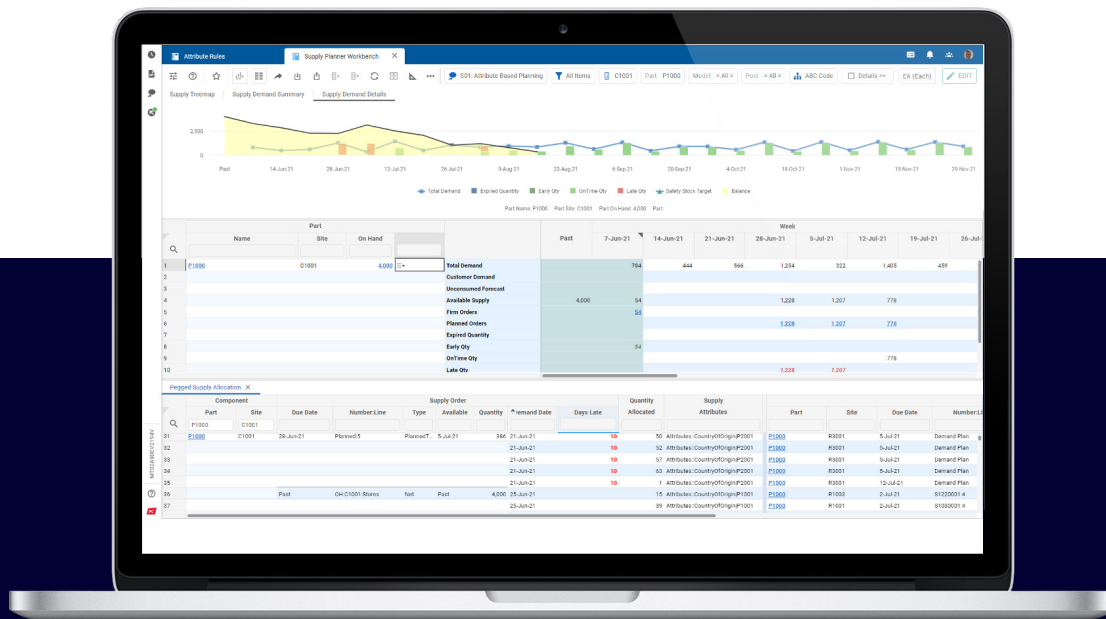 Attribute Rules
Supply Planner Workbench X
S01: Attribute Based Planning All Items C1001 Part P1000 Model = All = Pool = All = ABC Code Details >> EA (Each) EDIT
Supply Treemap Supply Demand Summary Supply Demand Details
2,000
0
Past 14-Jun-21 28-Jun-21 12-Jul-21 26-Jul-21 9-Aug-21 23-Aug-21 6-Sep-21 20-Sep-21 4-Oct-21 18-Oct-21 1-Nov-21 15-Nov-21 29-Nov-21
Total Demand Expired Quantity Early Qty OnTime Qty Late Qty Safety Stock Target Balance
Part Name: P1000 Part Site: C1001 Part On Hand: 4,000 Part
Part Week
Name Site On Hand Past 7-Jun-21 14-Jun-21 21-Jun-21 28-Jun-21 5-Jul-21 12-Jul-21 19-Jul-21 26-Jul-
1 P1000 C1001 4,000 Total Demand 794 444 566 1,254 322 1,405 459
2 Customer Demand
3 Unconsumed Forecast
4 Available Supply 4,000 54 1,228 1,207 778
5 Firm Orders 54
6 Planned Orders 1,228 1,207 778
7 Expired Quantity
8 Early Qty 54
9 OnTime Qty 778
10 Late Qty 1,228 1,207
Pegged Supply Allocation X
Component Supply Order Quantity Supply
Part Site Due Date Number:Line Type Available Quantity Demand Date Days Late Allocated Attributes Part Site Due Date Number:Li
P1000 C1001
31 P1000 C1001 28-Jun-21 Planned:5 PlannedT... 5-Jul-21 386 21-Jun-21 10 50 Attributes::CountryOfOrigin|P2001 P1000 R3001 5-Jul-21 Demand Plan
32 21-Jun-21 10 52 Attributes::CountryOfOrigin|P2001 P1000 R3001 5-Jul-21 Demand Plan
33 21-Jun-21 10 57 Attributes::CountryOfOrigin|P2001 P1000 R3001 5-Jul-21 Demand Plan
34 21-Jun-21 10 63 Attributes::CountryOfOrigin|P2001 P1000 R3001 5-Jul-21 Demand Plan
35 21-Jun-21 10 1 Attributes::CountryOfOrigin|P2001 P1000 R3001 12-Jul-21 Demand Plan
36 Past OH:C1001:Stores Net Past 4,000 25-Jun-21 15 Attributes::CountryOfOrigin|P1001 P1000 R1003 2-Jul-21 S1220001:4
37 25-Jun-21 39 Attributes::CountryOfOrigin|P1001 P1000 R1001 2-Jul-21 S1030001:4